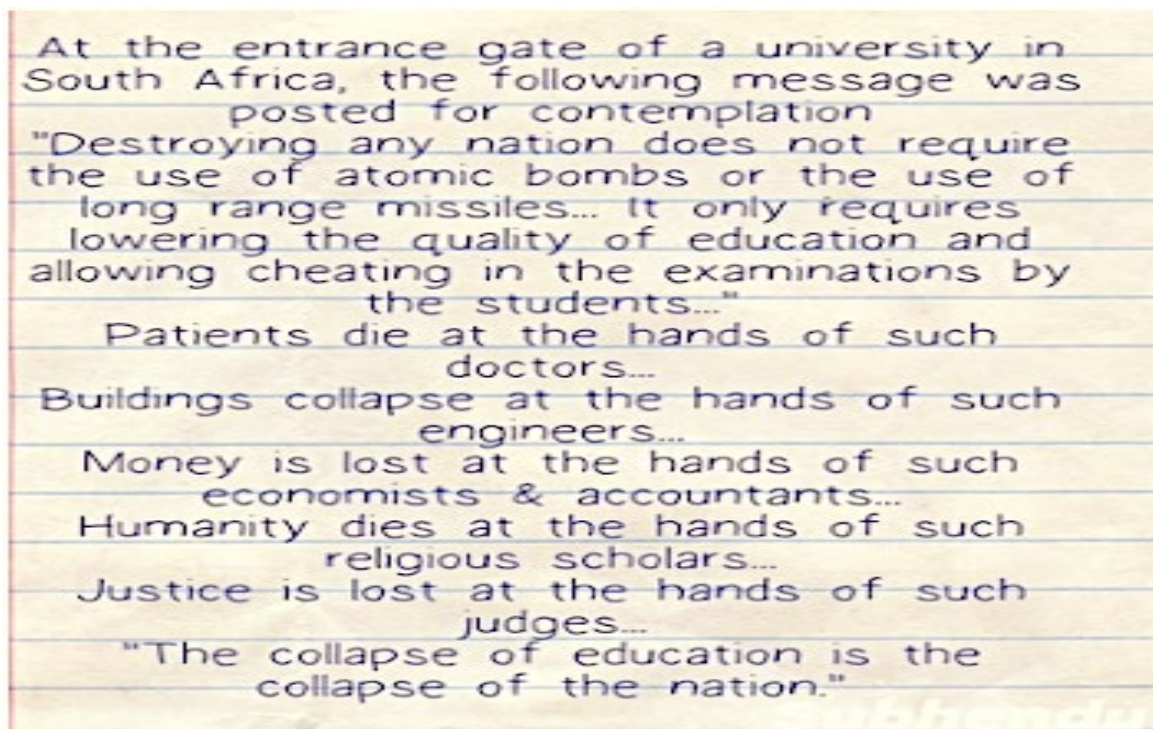 At the entrance gate of a university in
South Africa, the following message was
posted for contemplation
"Destroying any nation does not require
the use of atomic bombs or the use of
long range missiles... It only requires
lowering the quality of education and
allowing cheating in the examinations by
the students..."
Patients die at the hands of such
doctors...
Buildings collapse at the hands of such
engineers...
Money is lost at the hands of such
economists & accountants...
Humanity dies at the hands of such
religious scholars...
Justice is lost at the hands of such
judges...
"The collapse of education is the
collapse of the nation."